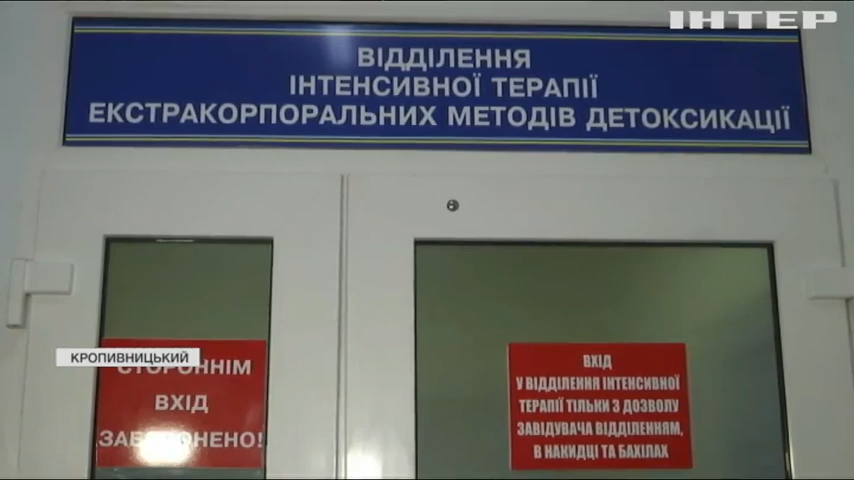 ІНТЕР
ВІДДІЛЕННЯ
ІНТЕНСИВНОЇ ТЕРАПІЇ
ЕКСТРАКОРПОРАЛЬНИХ МЕТОДІВ ДЕТОКСИКАЦІЇ
КРОПИВНИЦЬКИЙ
СТОРОННІМ
ВХІД
ЗАБОРОНЕНО!
ВХІД
У ВІДДІЛЕННЯ ІНТЕНСИВНОЇ
ТЕРАПІЇ ТІЛЬКИ З ДОЗВОЛУ
ЗАВІДУВАЧА ВІДДІЛЕННЯМ,
В НАКИДЦІ ТА БАХІЛАХ